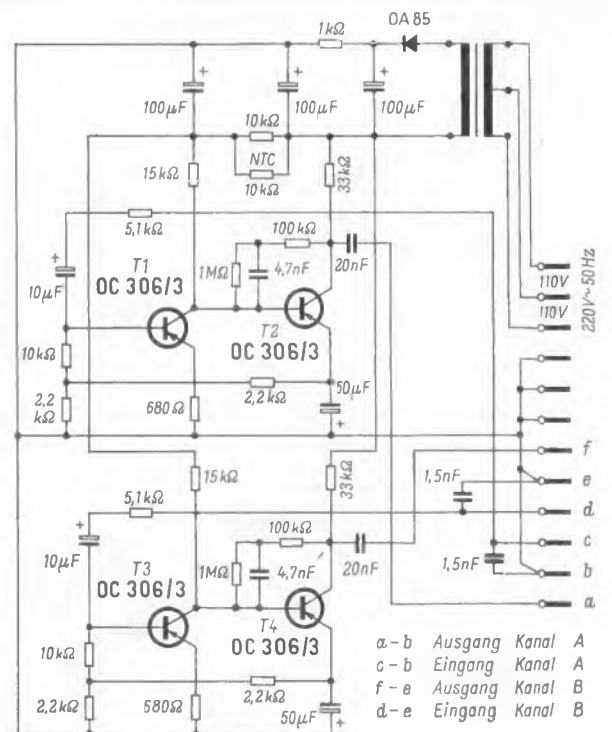 OA 85
1kΩ
+
+
+
100µF
100µF
100µF
10kΩ
NTC
10kΩ
15kΩ
33kΩ
5,1kΩ
100kΩ
+
10µF
T1
OC 306/3
1MΩ
4,7nF
20nF
T2
OC 306/3
110V
110V
220V~50Hz
10kΩ
2,2
kΩ
680Ω
2,2kΩ
50µF
+
15kΩ
33kΩ
f
1,5nF
e
5,1kΩ
d
100kΩ
+
10µF
T3
OC 306/3
1MΩ
4,7nF
20nF
c
1,5nF
b
a
T4
OC 306/3
10kΩ
2,2kΩ
2,2kΩ
680Ω
50µF
+
a-b Ausgang Kanal A
c-b Eingang Kanal A
f-e Ausgang Kanal B
d-e Eingang Kanal B